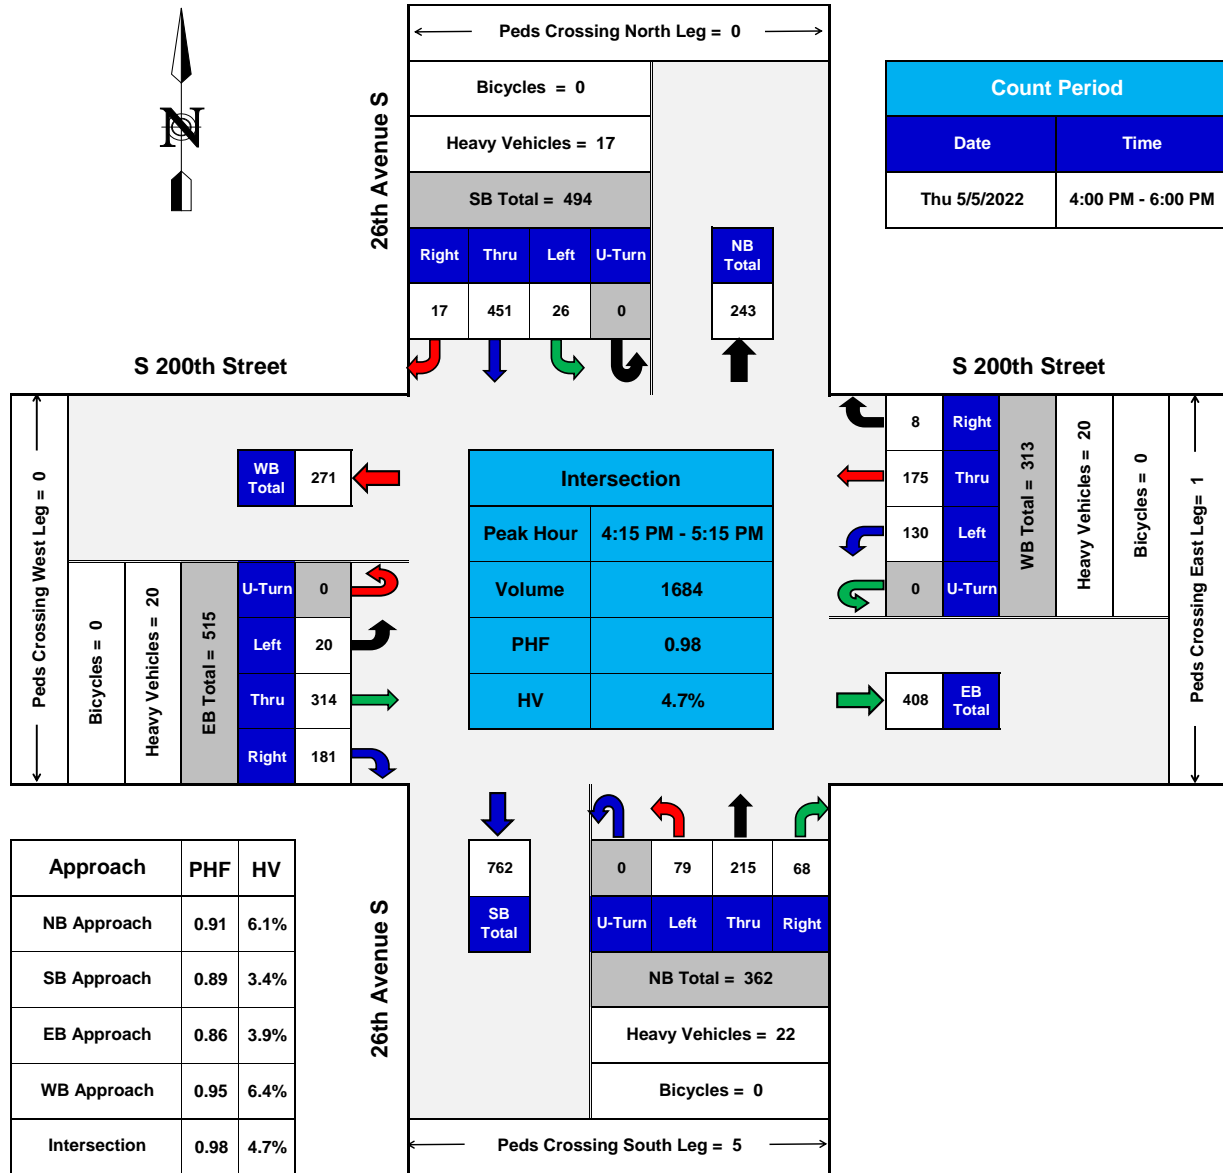 Peds Crossing North Leg = 0
N
26th Avenue S
Bicycles = 0
Heavy Vehicles = 17
SB Total = 494
Right Thru Left U-Turn
17 451 26 0
NB
Total
243
Count Period
Date Time
Thu 5/5/2022 4:00 PM - 6:00 PM
S 200th Street
S 200th Street
Peds Crossing West Leg = 0
WB
Total
271
Bicycles = 0
Heavy Vehicles = 20
EB Total = 515
U-Turn 0
Left 20
Thru 314
Right 181
Intersection
Peak Hour 4:15 PM - 5:15 PM
Volume 1684
PHF 0.98
HV 4.7%
8 Right
175 Thru
130 Left
0 U-Turn
WB Total = 313
Heavy Vehicles = 20
Bicycles = 0
Peds Crossing East Leg= 1
408
EB
Total
762
SB
Total
0 79 215 68
U-Turn Left Thru Right
NB Total = 362
Heavy Vehicles = 22
Bicycles = 0
26th Avenue S
Peds Crossing South Leg = 5
Approach PHF HV
NB Approach 0.91 6.1%
SB Approach 0.89 3.4%
EB Approach 0.86 3.9%
WB Approach 0.95 6.4%
Intersection 0.98 4.7%